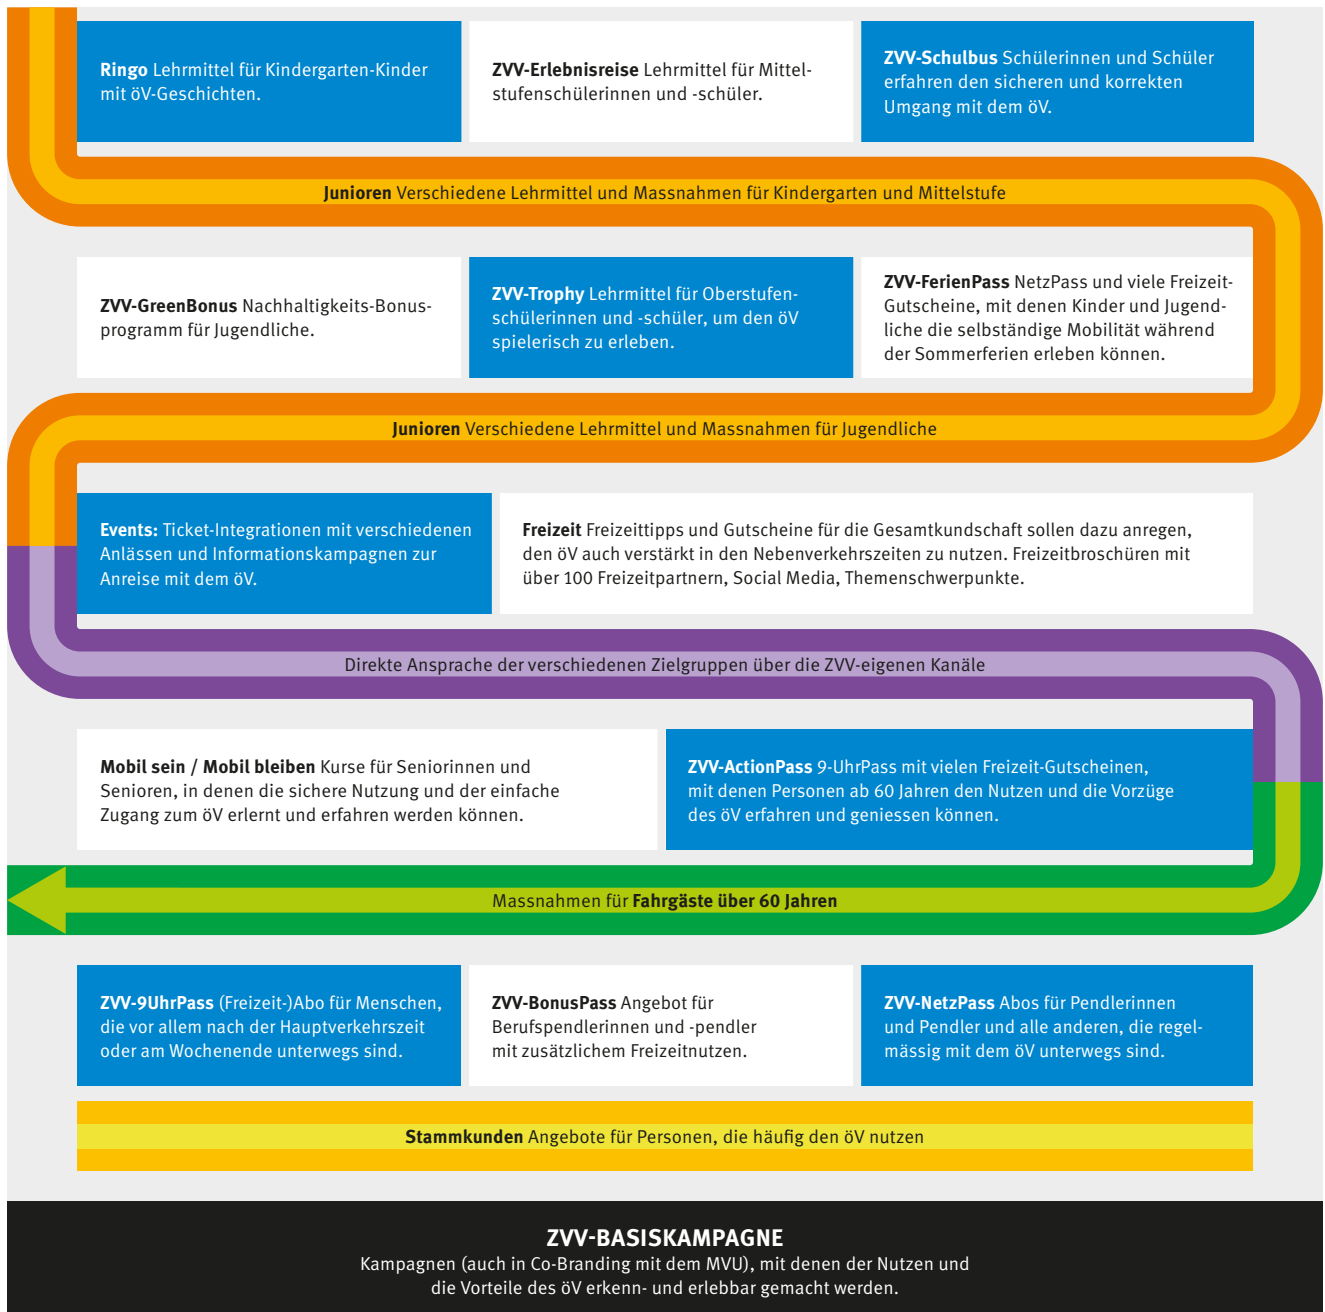 Ringo Lehrmittel für Kindergarten-Kinder
mit öV-Geschichten.
ZVV-Erlebnisreise Lehrmittel für Mittel-
stufenschülerinnen und -schüler.
ZVV-Schulbus Schülerinnen und Schüler
erfahren den sicheren und korrekten
Umgang mit dem öV.
Junioren Verschiedene Lehrmittel und Massnahmen für Kindergarten und Mittelstufe
ZVV-GreenBonus Nachhaltigkeits-Bonus-
programm für Jugendliche.
ZVV-Trophy Lehrmittel für Oberstufen-
schülerinnen und -schüler, um den öV
spielerisch zu erleben.
ZVV-FerienPass NetzPass und viele Freizeit-
Gutscheine, mit denen Kinder und Jugend-
liche die selbständige Mobilität während
der Sommerferien erleben können.
Junioren Verschiedene Lehrmittel und Massnahmen für Jugendliche
Events: Ticket-Integrationen mit verschiedenen
Anlässen und Informationskampagnen zur
Anreise mit dem öV.
Freizeit Freizeittipps und Gutscheine für die Gesamtkundschaft sollen dazu anregen,
den öV auch verstärkt in den Nebenverkehrszeiten zu nutzen. Freizeitbroschüren mit
über 100 Freizeitpartnern, Social Media, Themenschwerpunkte.
Direkte Ansprache der verschiedenen Zielgruppen über die ZVV-eigenen Kanäle
Mobil sein / Mobil bleiben Kurse für Seniorinnen und
Senioren, in denen die sichere Nutzung und der einfache
Zugang zum öV erlernt und erfahren werden können.
ZVV-ActionPass 9-UhrPass mit vielen Freizeit-Gutscheinen,
mit denen Personen ab 60 Jahren den Nutzen und die Vorzüge
des öV erfahren und geniessen können.
Massnahmen für Fahrgäste über 60 Jahren
ZVV-9UhrPass (Freizeit-)Abo für Menschen,
die vor allem nach der Hauptverkehrszeit
oder am Wochenende unterwegs sind.
ZVV-BonusPass Angebot für
Berufspendlerinnen und -pendler
mit zusätzlichem Freizeitnutzen.
ZVV-NetzPass Abos für Pendlerinnen
und Pendler und alle anderen, die regel-
mässig mit dem öV unterwegs sind.
Stammkunden Angebote für Personen, die häufig den öV nutzen
ZVV-BASISKAMPAGNE
Kampagnen (auch in Co-Branding mit dem MVU), mit denen der Nutzen und
die Vorteile des öV erkenn- und erlebbar gemacht werden.